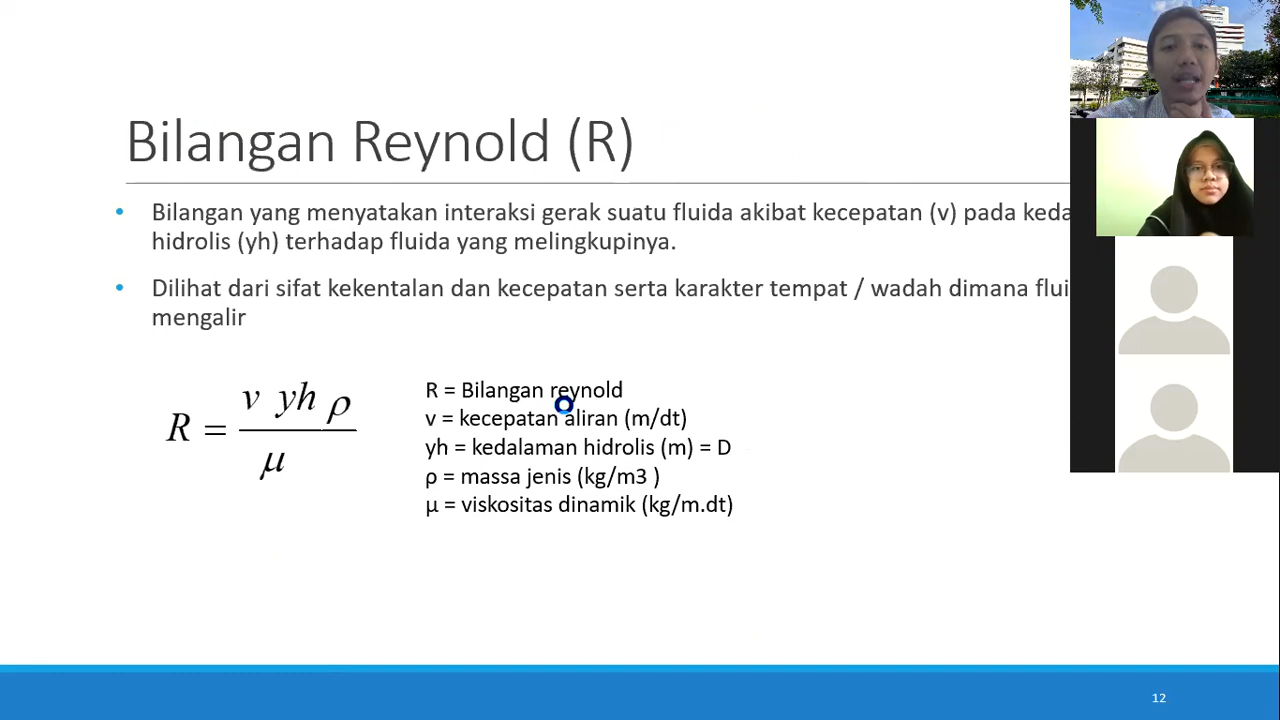 Bilangan Reynold (R)
• Bilangan yang menyatakan interaksi gerak suatu fluida akibat kecepatan (v) pada
hidrolis (yh) terhadap fluida yang melingkupinya.
• Dilihat dari sifat kekentalan dan kecepatan serta karakter tempat / wadah dimana
mengalir
R = v yh ρ / μ
R = Bilangan reynold
v = kecepatan aliran (m/dt)
yh = kedalaman hidrolis (m) = D
ρ = massa jenis (kg/m3 )
μ = viskositas dinamik (kg/m.dt)
12